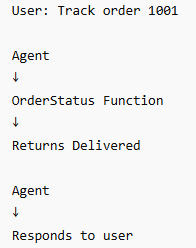 User: Track order 1001
Agent
↓
OrderStatus Function
↓
Returns Delivered
Agent
↓
Responds to user